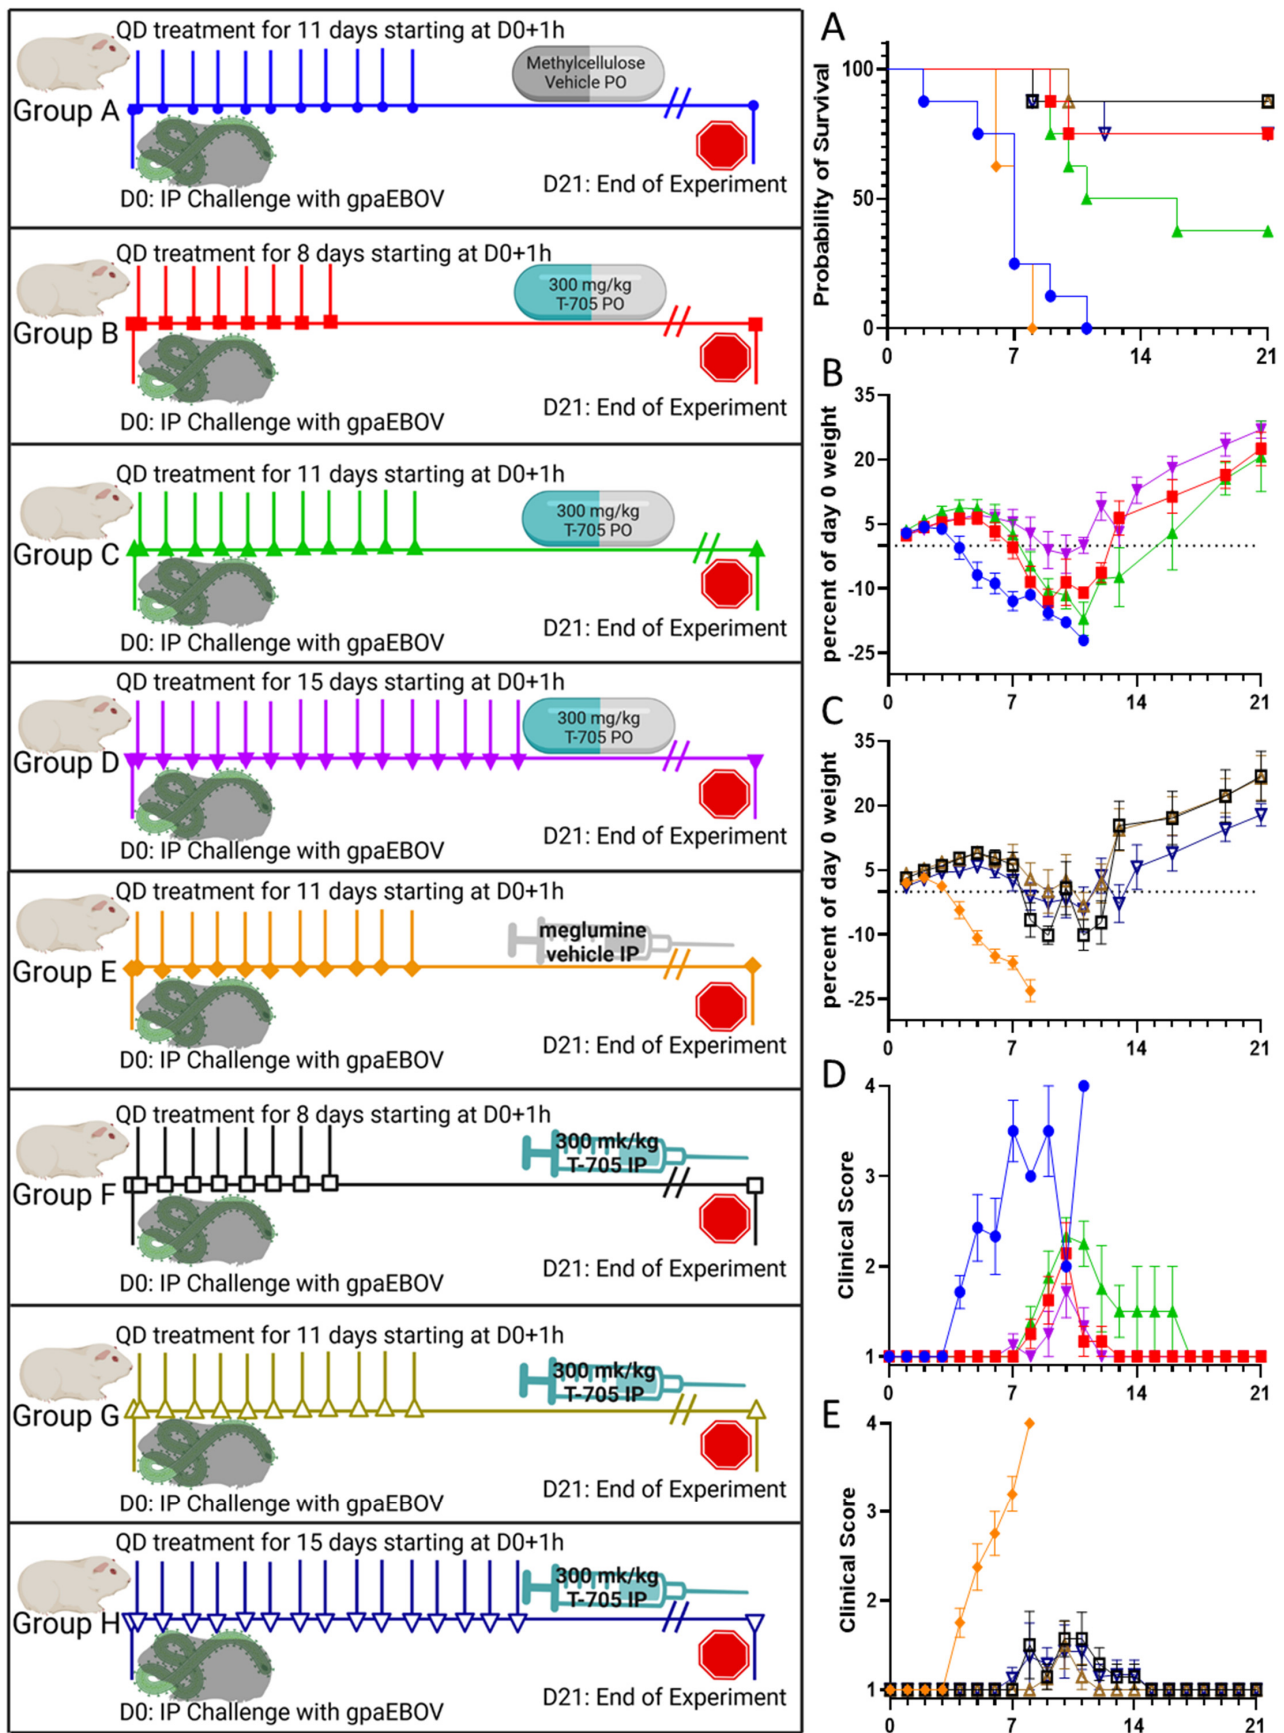 QD treatment for 11 days starting at D0+1h
Methylcellulose
Vehicle PO
Group A
D0: IP Challenge with gpaEBOV
D21: End of Experiment
QD treatment for 8 days starting at D0+1h
300 mg/kg
T-705 PO
Group B
D21: End of Experiment
D0: IP Challenge with gpaEBOV
QD treatment for 11 days starting at D0+1h
300 mg/kg
T-705 PO
Group C
D21: End of Experiment
D0: IP Challenge with gpaEBOV
QD treatment for 15 days starting at D0+1h
300 mg/kg
T-705 PO
Group D
D21: End of Experiment
D0: IP Challenge with gpaEBOV
QD treatment for 11 days starting at D0+1h
meglumine
vehicle IP
Group E
D21: End of Experiment
D0: IP Challenge with gpaEBOV
QD treatment for 8 days starting at D0+1h
300 mk/kg
T-705 IP
Group F
D21: End of Experiment
D0: IP Challenge with gpaEBOV
QD treatment for 11 days starting at D0+1h
300 mk/kg
T-705 IP
Group G
D21: End of Experiment
D0: IP Challenge with gpaEBOV
QD treatment for 15 days starting at D0+1h
300 mk/kg
T-705 IP
Group H
D21: End of Experiment
D0: IP Challenge with gpaEBOV
A
Probability of Survival
100
50
0
0 7 14 21
B
percent of day 0 weight
35
20
5
-10
-25
0 7 14 21
C
percent of day 0 weight
35
20
5
-10
-25
0 7 14 21
D
Clinical Score
4
3
2
1
0 7 14 21
E
Clinical Score
4
3
2
1
0 7 14 21